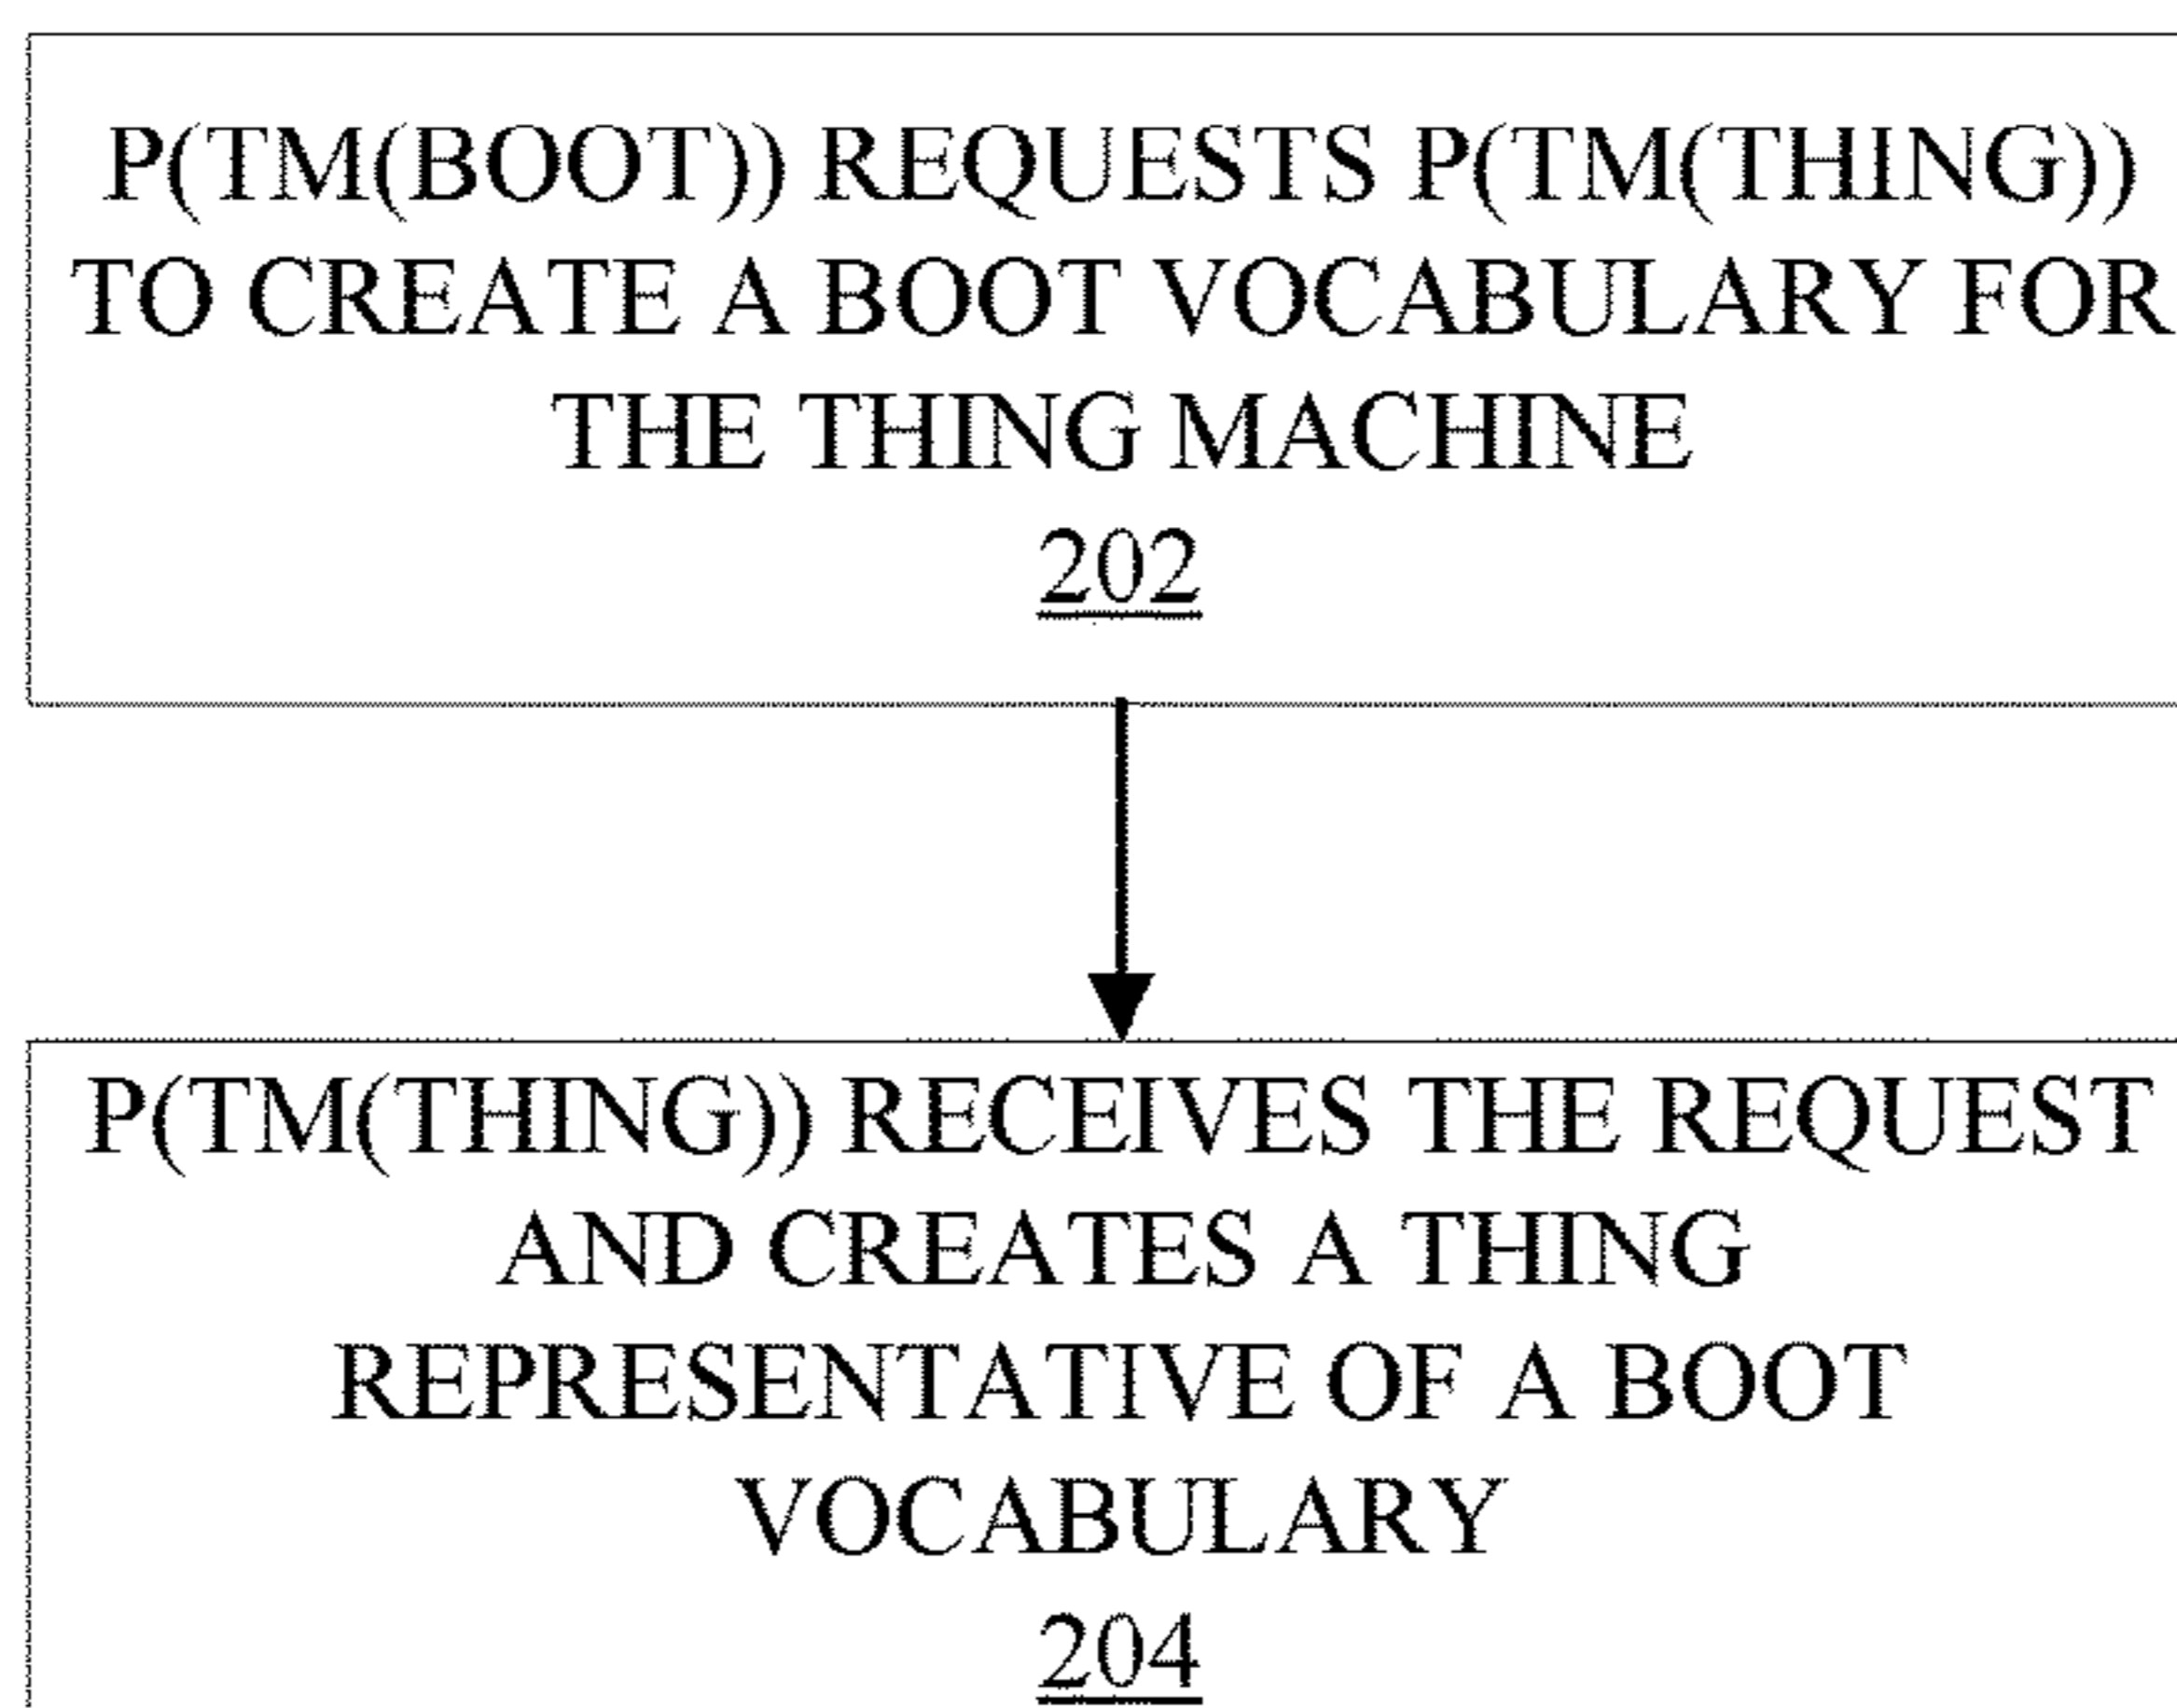 P(TM(BOOT)) REQUESTS P(TM(THING))
TO CREATE A BOOT VOCABULARY FOR
THE THING MACHINE
202
P(TM(THING)) RECEIVES THE REQUEST
AND CREATES A THING
REPRESENTATIVE OF A BOOT
VOCABULARY
204